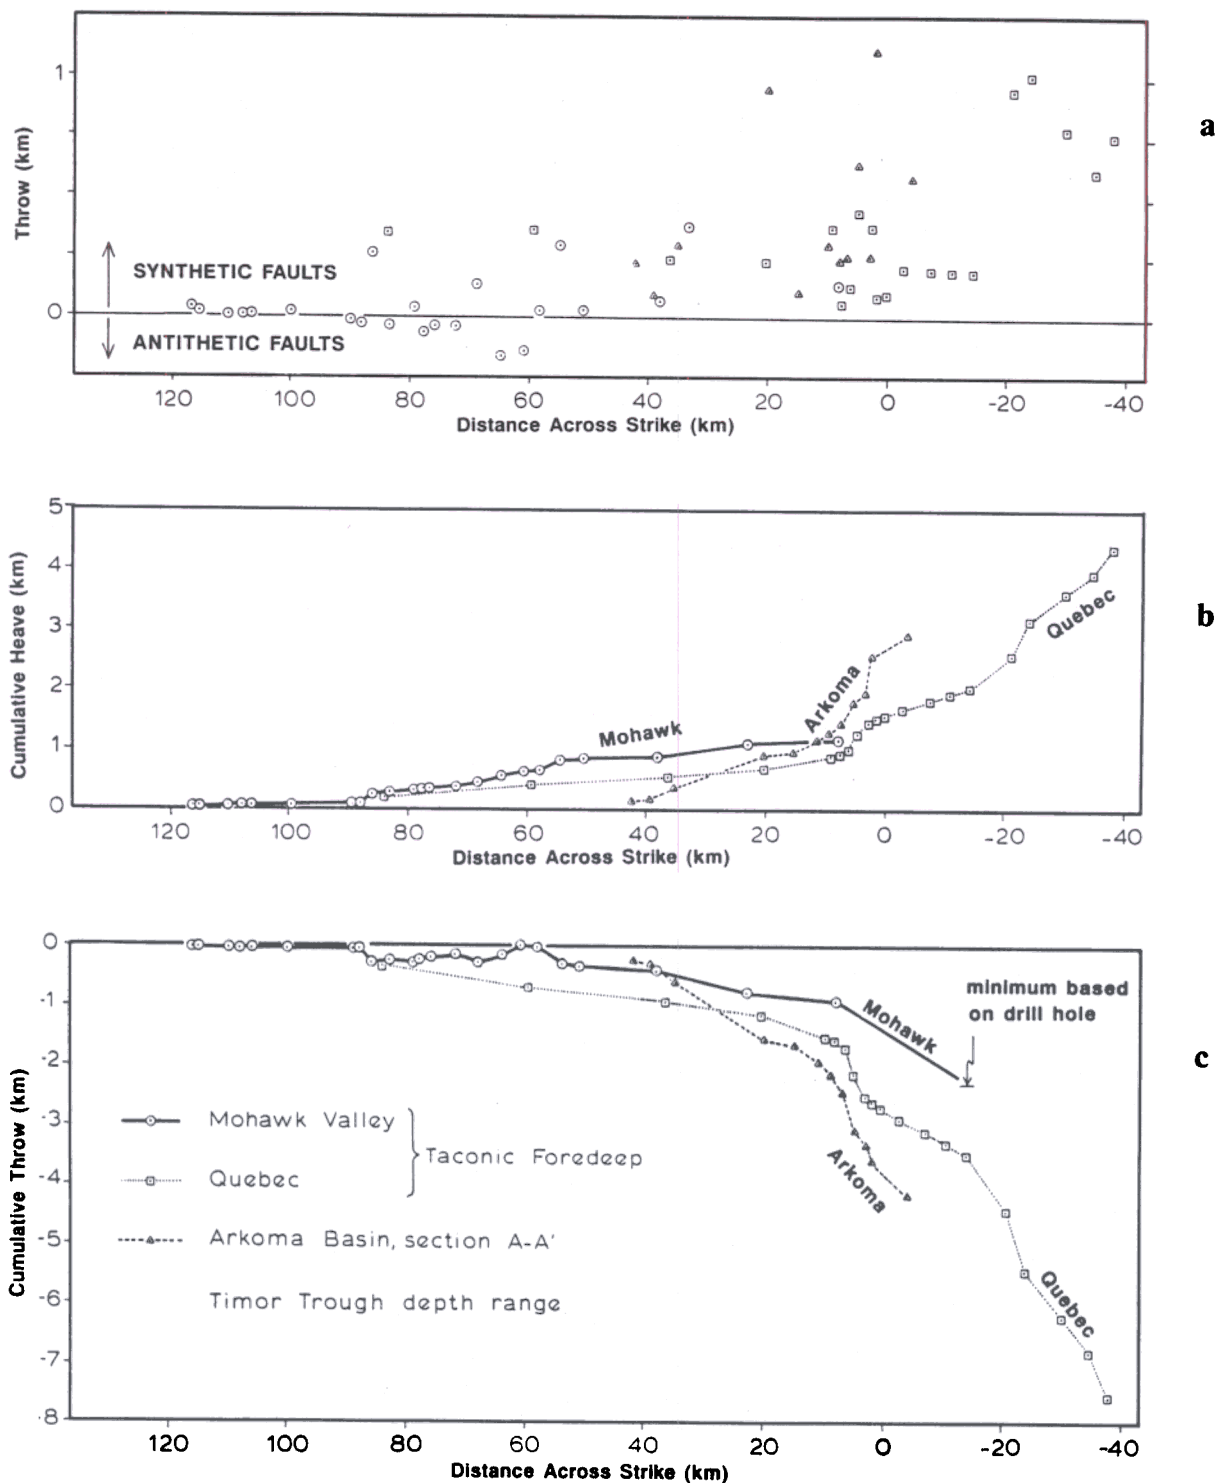 a
Throw (km)
1
0
SYNTHETIC FAULTS
ANTITHETIC FAULTS
120 100 80 60 40 20 0 -20 -40
Distance Across Strike (km)
b
Cumulative Heave (km)
5
4
3
2
1
0
Mohawk
Arkoma
Quebec
120 100 80 60 40 20 0 -20 -40
Distance Across Strike (km)
c
Cumulative Throw (km)
0
-1
-2
-3
-4
-5
-6
-7
-8
minimum based
on drill hole
Mohawk
Arkoma
Quebec
Mohawk Valley
Quebec
Taconic Foredeep
Arkoma Basin, section A-A'
Timor Trough depth range
120 100 80 60 40 20 0 -20 -40
Distance Across Strike (km)